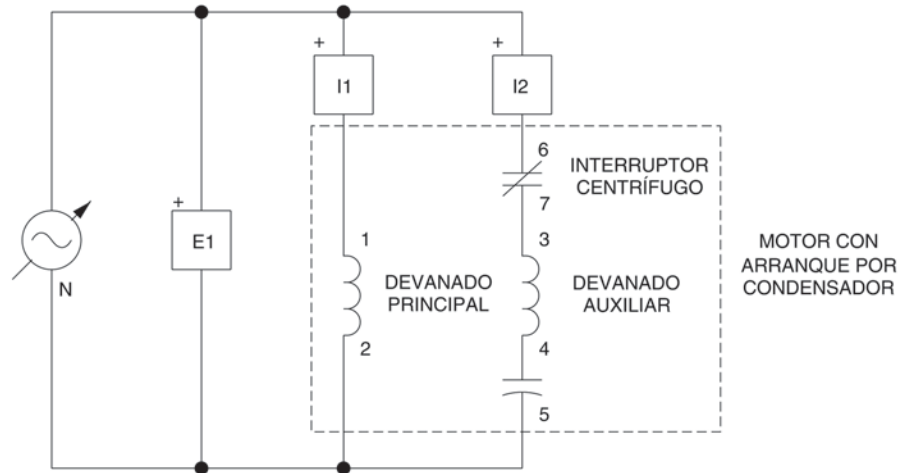 +
I1
+
I2
6
INTERRUPTOR
CENTRÍFUGO
7
+
E1
N
1
DEVANADO
PRINCIPAL
2
3
DEVANADO
AUXILIAR
4
5
MOTOR CON
ARRANQUE POR
CONDENSADOR